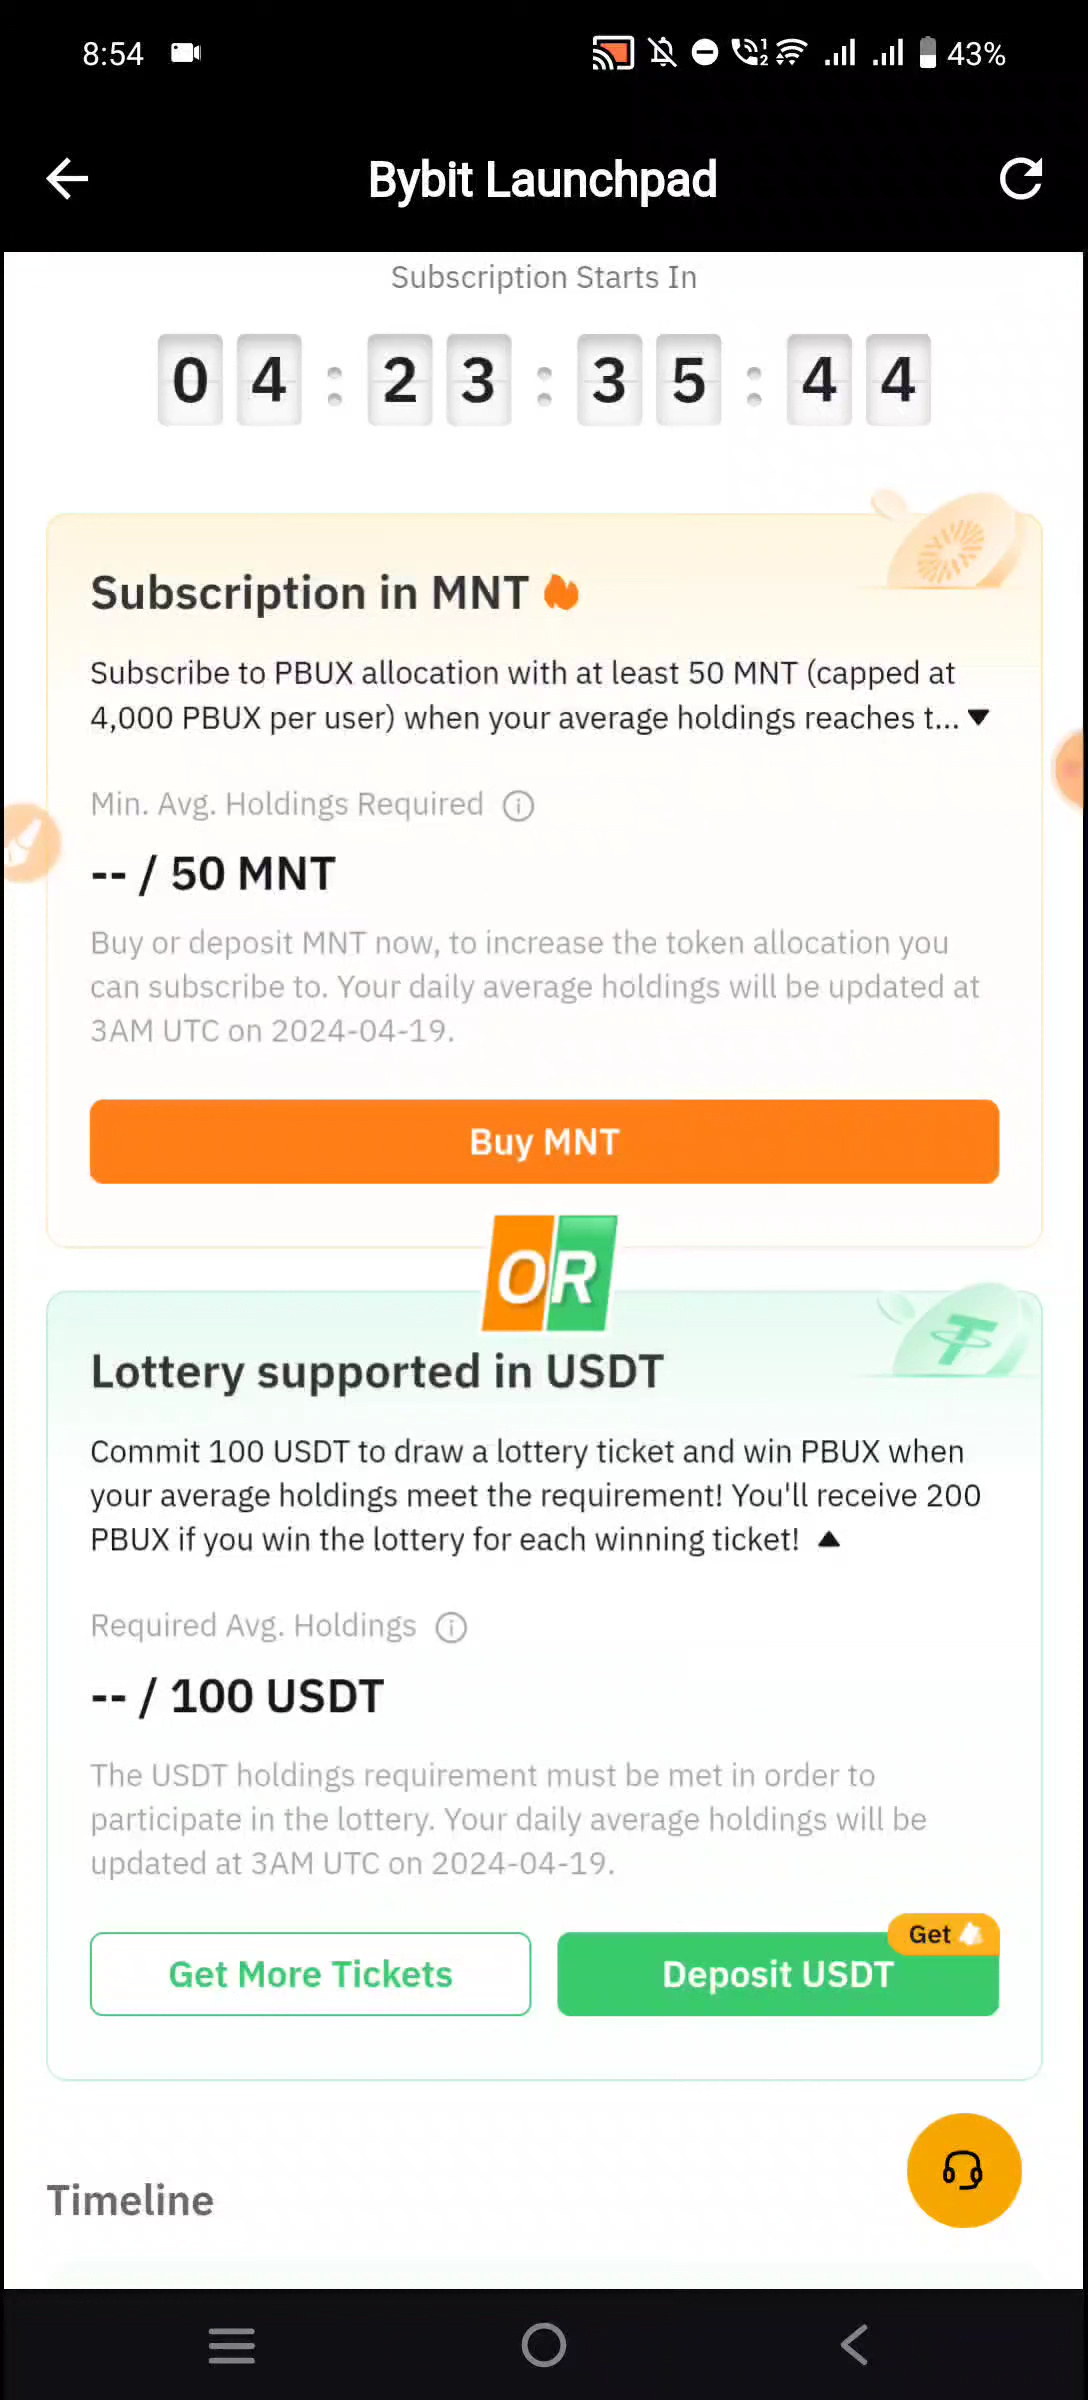 8:54
43%
Bybit Launchpad
Subscription Starts In
04 : 23 : 35 : 44
Subscription in MNT
Subscribe to PBUX allocation with at least 50 MNT (capped at
4,000 PBUX per user) when your average holdings reaches t...
Min. Avg. Holdings Required
-- / 50 MNT
Buy or deposit MNT now, to increase the token allocation you
can subscribe to. Your daily average holdings will be updated at
3AM UTC on 2024-04-19.
Buy MNT
OR
Lottery supported in USDT
Commit 100 USDT to draw a lottery ticket and win PBUX when
your average holdings meet the requirement! You'll receive 200
PBUX if you win the lottery for each winning ticket!
Required Avg. Holdings
-- / 100 USDT
The USDT holdings requirement must be met in order to
participate in the lottery. Your daily average holdings will be
updated at 3AM UTC on 2024-04-19.
Get
Get More Tickets
Deposit USDT
Timeline